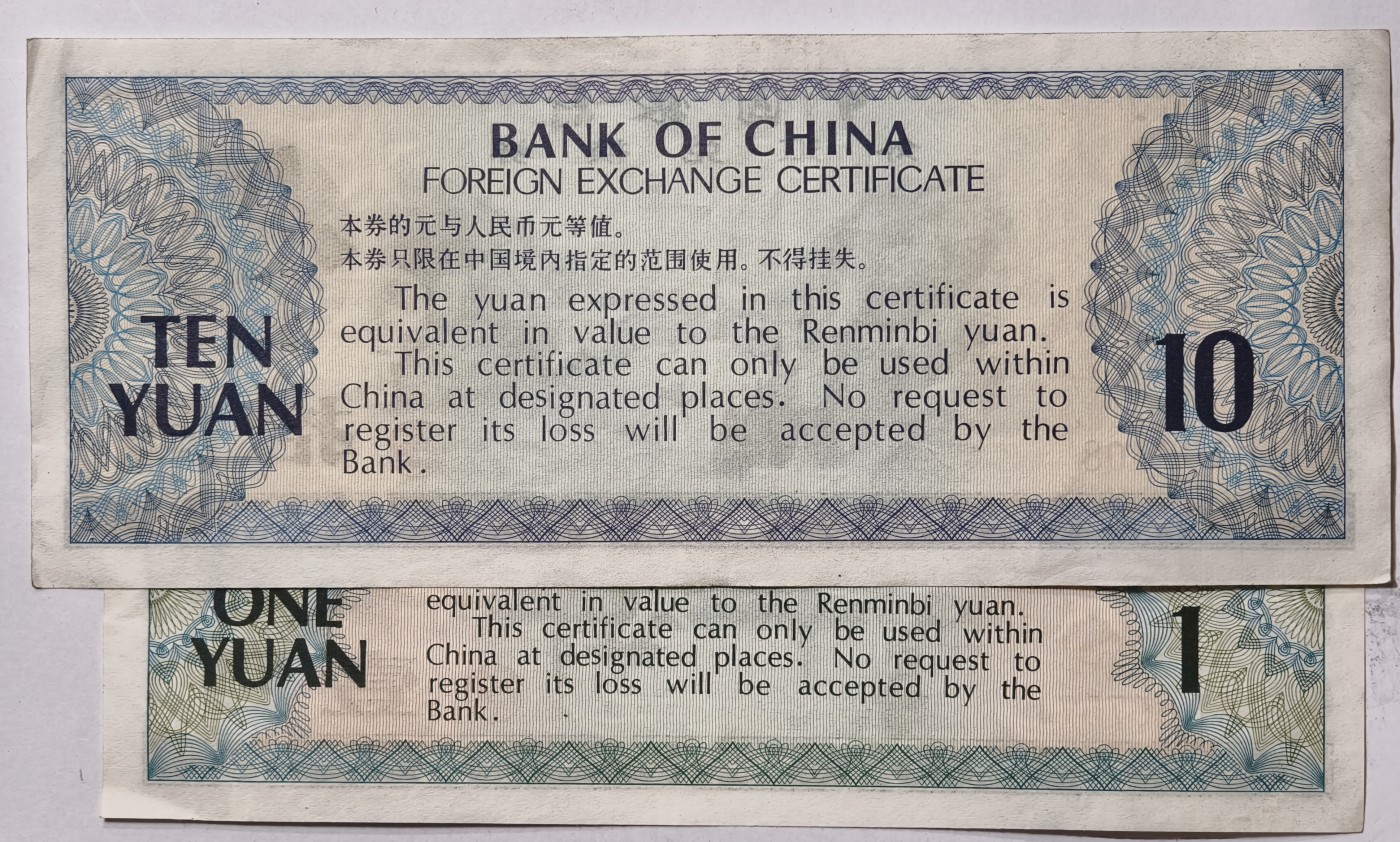 BANK OF CHINA
FOREIGN EXCHANGE CERTIFICATE
本券的元与人民币元等值。
本券只限在中国境内指定的范围使用。不得挂失。
The yuan expressed in this certificate is
equivalent in value to the Renminbi yuan.
This certificate can only be used within
China at designated places. No request to
register its loss will be accepted by the
Bank.
TEN
YUAN
10
ONE
YUAN
equivalent in value to the Renminbi yuan.
This certificate can only be used within
China at designated places. No request to
register its loss will be accepted by the
Bank.
1